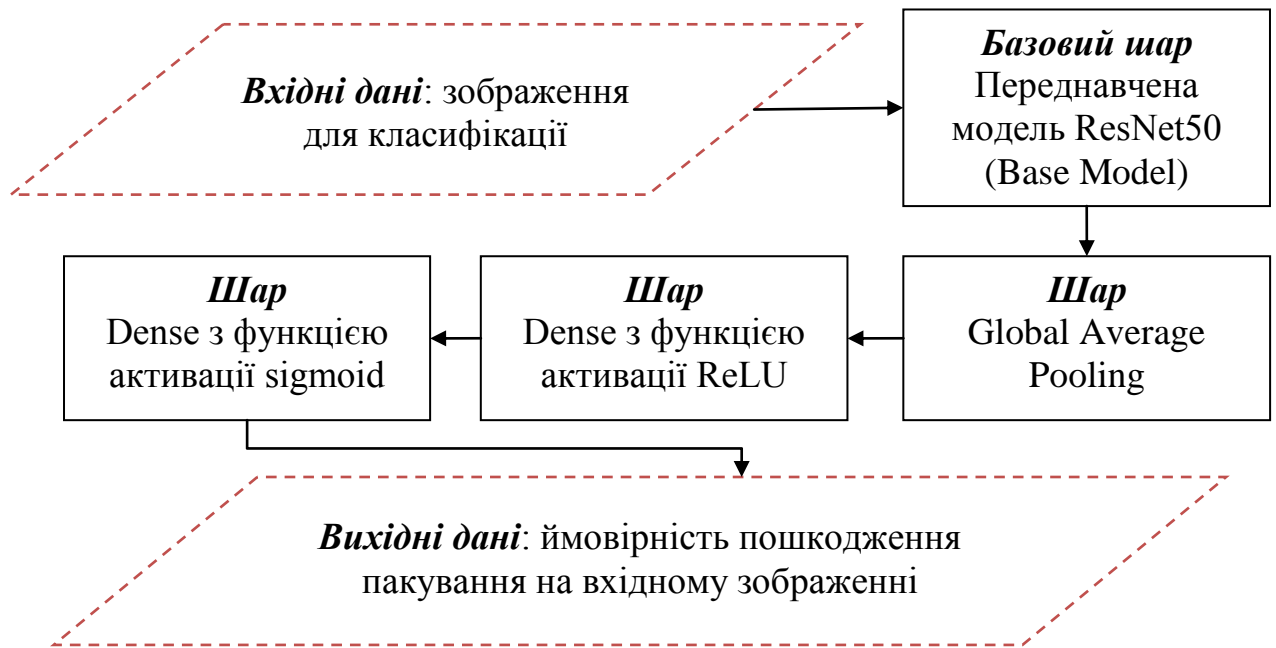 Вхідні дані: зображення
для класифікації
Базовий шар
Переднавчена
модель ResNet50
(Base Model)
Шар
Global Average
Pooling
Шар
Dense з функцією
активації ReLU
Шар
Dense з функцією
активації sigmoid
Вихідні дані: ймовірність пошкодження
пакування на вхідному зображенні